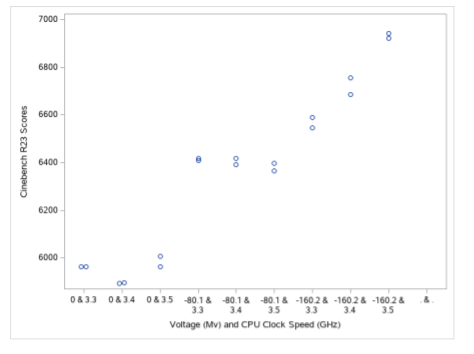 7000
6800
6600
6400
6200
6000
Cinebench R23 Scores
0 & 3.3
0 & 3.4
0 & 3.5
-80.1 & 3.3
-80.1 & 3.4
-80.1 & 3.5
-160.2 & 3.3
-160.2 & 3.4
-160.2 & 3.5
. & .
Voltage (Mv) and CPU Clock Speed (GHz)